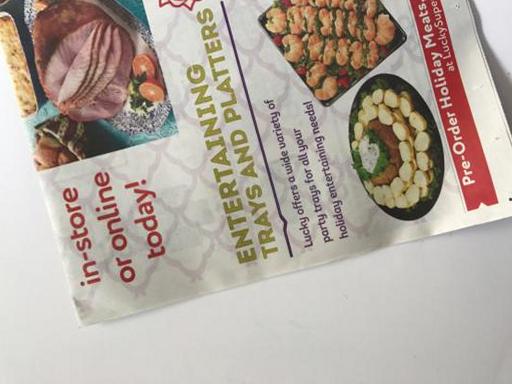 in-store
or online
today!
ENTERTAINING
TRAYS AND PLATTERS
Lucky offers a wide variety of
party trays for all your
holiday entertaining needs!
Pre-Order Holiday Meats
at LuckySupe